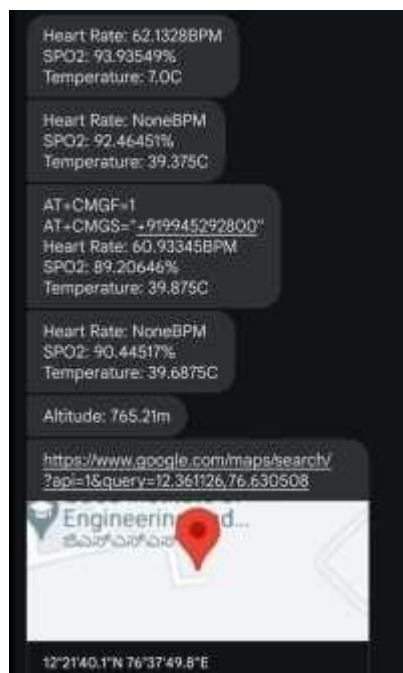 Heart Rate: 62.1328BPM
SPO2: 93.93549%
Temperature: 7.0C
Heart Rate: NoneBPM
SPO2: 92.46451%
Temperature: 39.375C
AT+CMGF=1
AT+CMGS="+919945292800"
Heart Rate: 60.93345BPM
SPO2: 89.20646%
Temperature: 39.875C
Heart Rate: NoneBPM
SPO2: 90.44517%
Temperature: 39.6875C
Altitude: 765.21m
https://www.google.com/maps/search/
?api=1&query=12.361126,76.630508
ಜಿಎಸ್ಎಸ್ಎಸ್
12°21'40.1"N 76°37'49.8"E